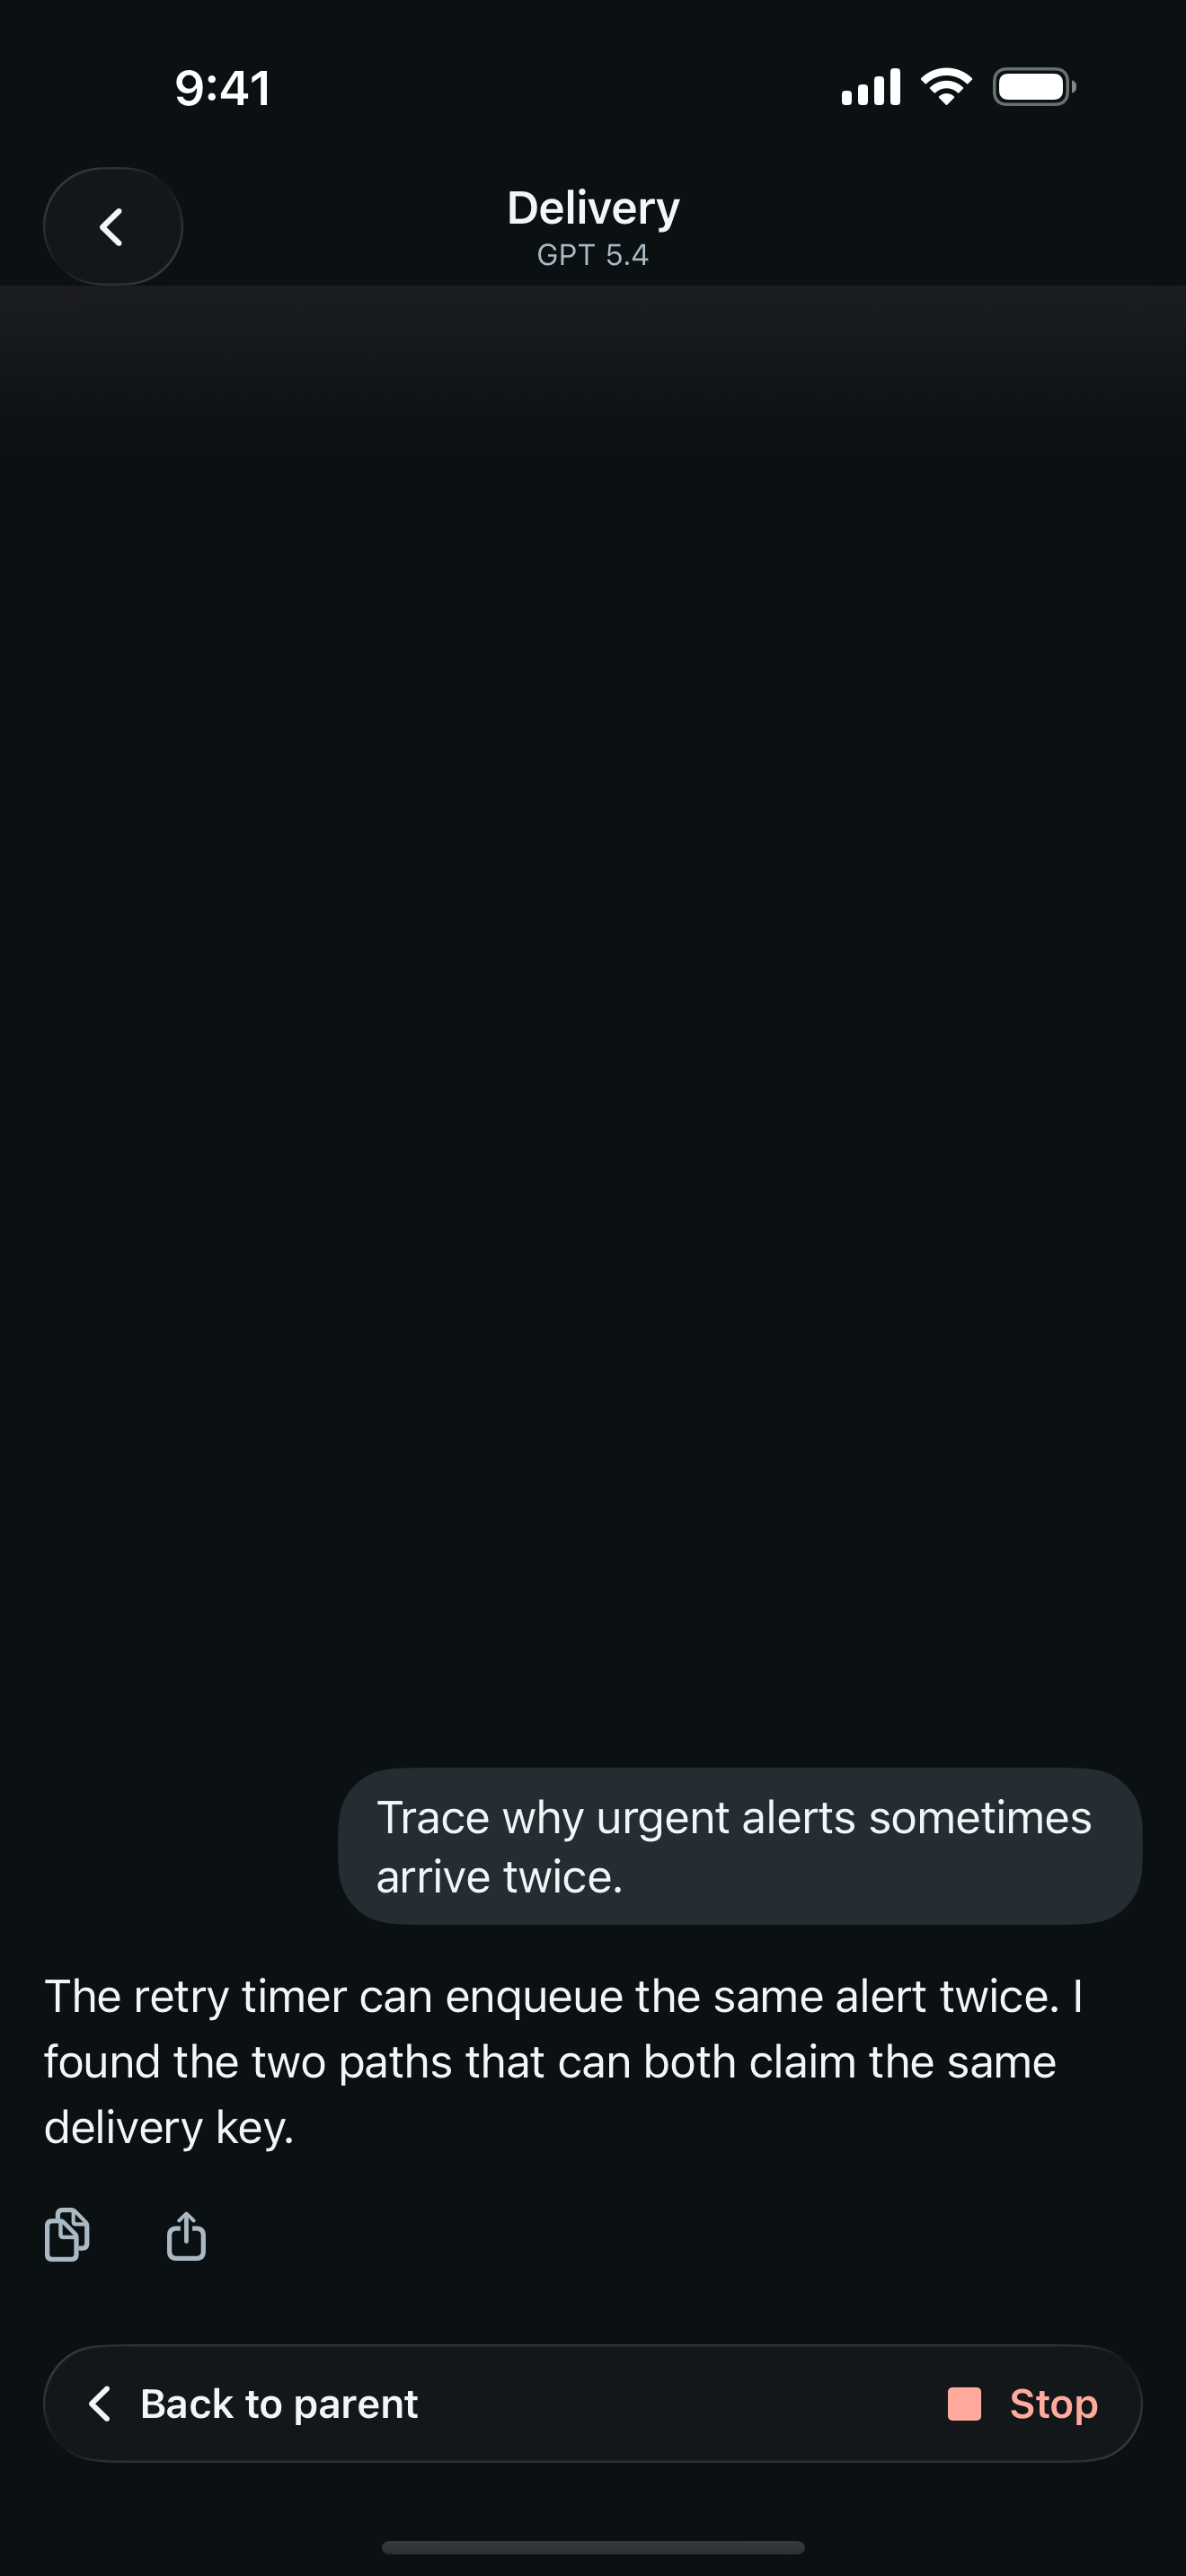 9:41
Delivery
GPT 5.4
Trace why urgent alerts sometimes
arrive twice.
The retry timer can enqueue the same alert twice. I
found the two paths that can both claim the same
delivery key.
Back to parent
Stop